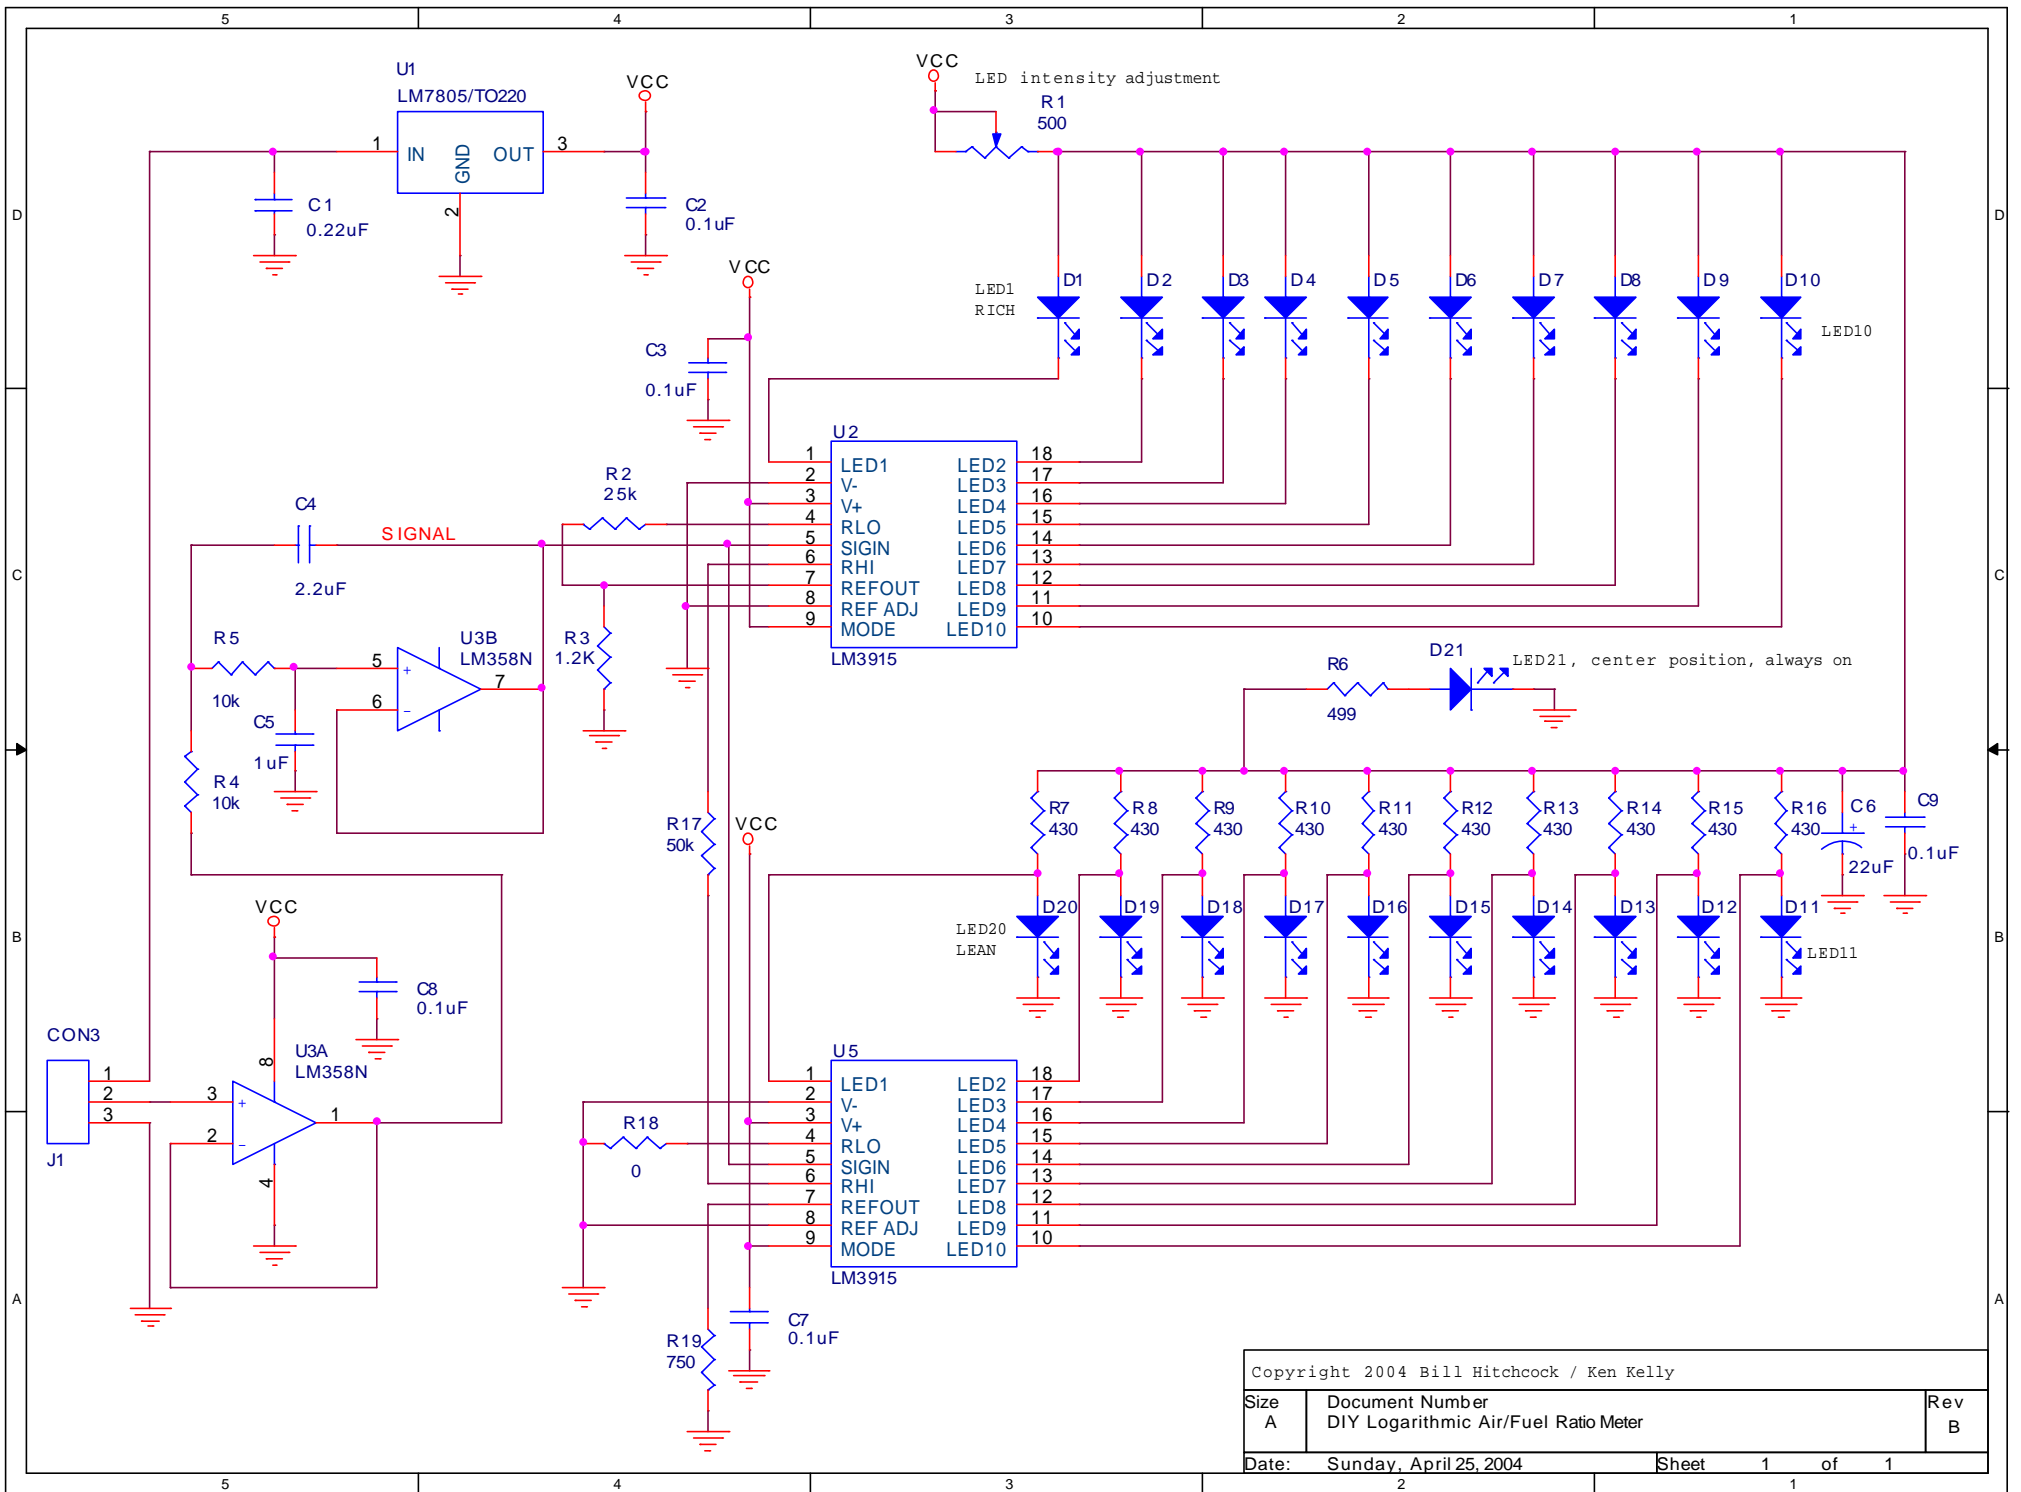 5 4 3 2 1
D
C
B
A
D
C
B
A
U1
LM7805/TO220
1
IN
GND
OUT
3
2
VCC
C1
0.22uF
C2
0.1uF
VCC
LED intensity adjustment
R1
500
VCC
C3
0.1uF
LED1
RICH
D1 D2 D3 D4 D5 D6 D7 D8 D9 D10
LED10
U2
1 LED1 LED2 18
2 V- LED3 17
3 V+ LED4 16
4 RLO LED5 15
5 SIGIN LED6 14
6 RHI LED7 13
7 REFOUT LED8 12
8 REF ADJ LED9 11
9 MODE LED10 10
LM3915
R2
25k
C4
SIGNAL
2.2uF
R5
10k
C5
1uF
R4
10k
5
+
6
-
7
U3B
LM358N
R3
1.2K
R6
499
D21
LED21, center position, always on
R17
50k
VCC
R7
430
R8
430
R9
430
R10
430
R11
430
R12
430
R13
430
R14
430
R15
430
R16
430
C6
+
22uF
C9
0.1uF
LED20
LEAN
D20 D19 D18 D17 D16 D15 D14 D13 D12 D11
LED11
VCC
C8
0.1uF
CON3
1
2
3
J1
U3A
LM358N
8
3
+
2
-
1
4
U5
1 LED1 LED2 18
2 V- LED3 17
3 V+ LED4 16
4 RLO LED5 15
5 SIGIN LED6 14
6 RHI LED7 13
7 REFOUT LED8 12
8 REF ADJ LED9 11
9 MODE LED10 10
LM3915
R18
0
R19
750
C7
0.1uF
Copyright 2004 Bill Hitchcock / Ken Kelly
Size
A
Document Number
DIY Logarithmic Air/Fuel Ratio Meter
Rev
B
Date: Sunday, April 25, 2004 Sheet 1 of 1
5 4 3 2 1